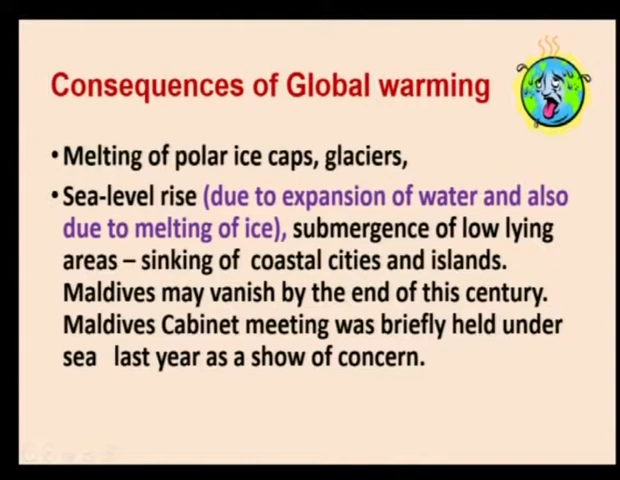 Consequences of Global warming
• Melting of polar ice caps, glaciers,
• Sea-level rise (due to expansion of water and also
due to melting of ice), submergence of low lying
areas – sinking of coastal cities and islands.
Maldives may vanish by the end of this century.
Maldives Cabinet meeting was briefly held under
sea last year as a show of concern.